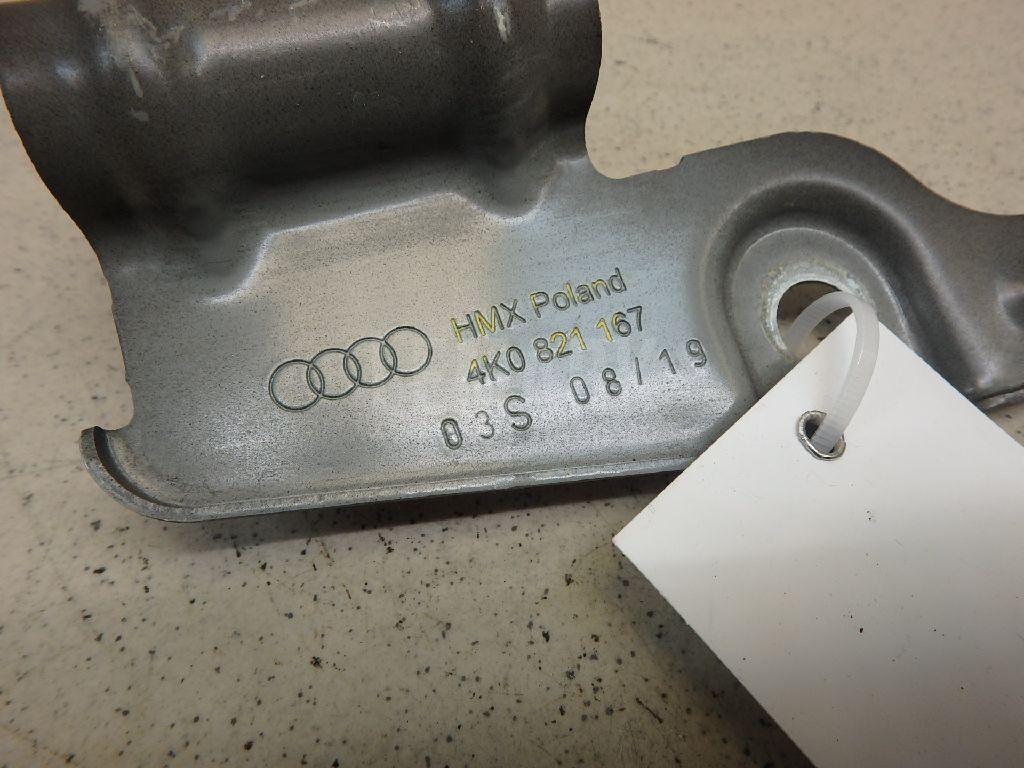 HMX Poland
4K0 821 167
03S 08/19